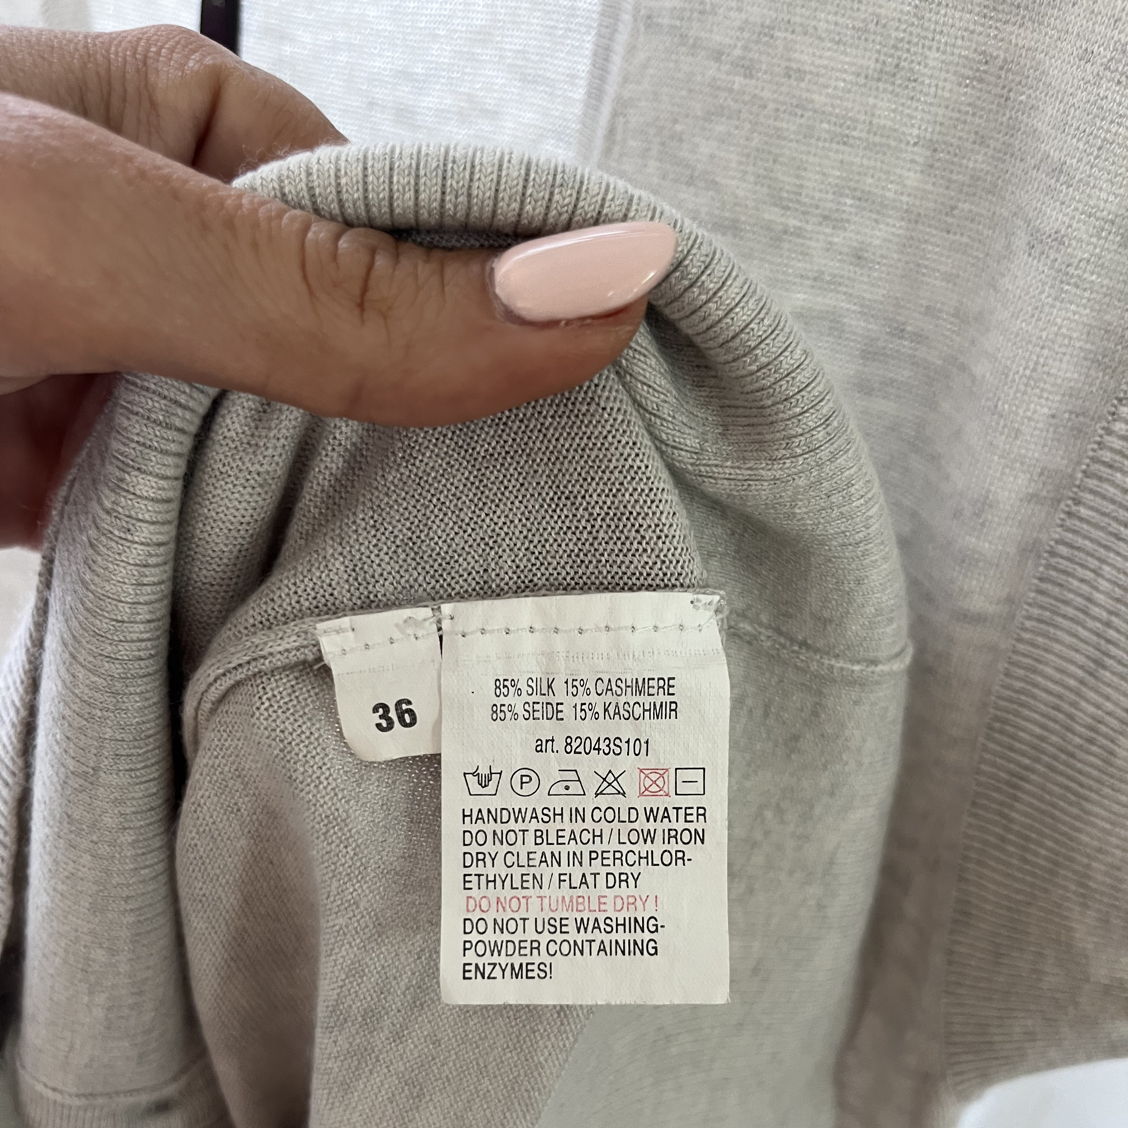 36
85% SILK 15% CASHMERE
85% SEIDE 15% KASCHMIR
art. 82043S101
P
HANDWASH IN COLD WATER
DO NOT BLEACH / LOW IRON
DRY CLEAN IN PERCHLOR-
ETHYLEN / FLAT DRY
DO NOT TUMBLE DRY !
DO NOT USE WASHING-
POWDER CONTAINING
ENZYMES!